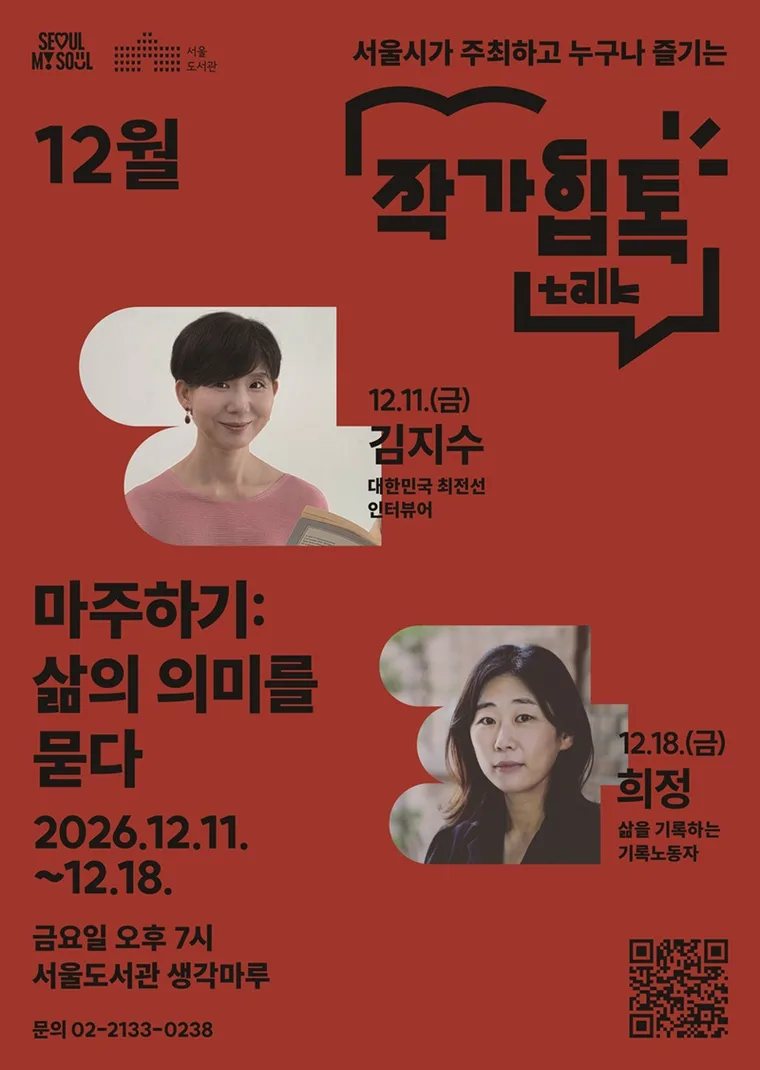 SEOUL
MY SOUL
서울
도서관
서울시가 주최하고 누구나 즐기는
12월
작가힙톡
talk
12.11.(금)
김지수
대한민국 최전선
인터뷰어
마주하기:
삶의 의미를
묻다
12.18.(금)
희정
삶을 기록하는
기록노동자
2026.12.11.
~12.18.
금요일 오후 7시
서울도서관 생각마루
문의 02-2133-0238